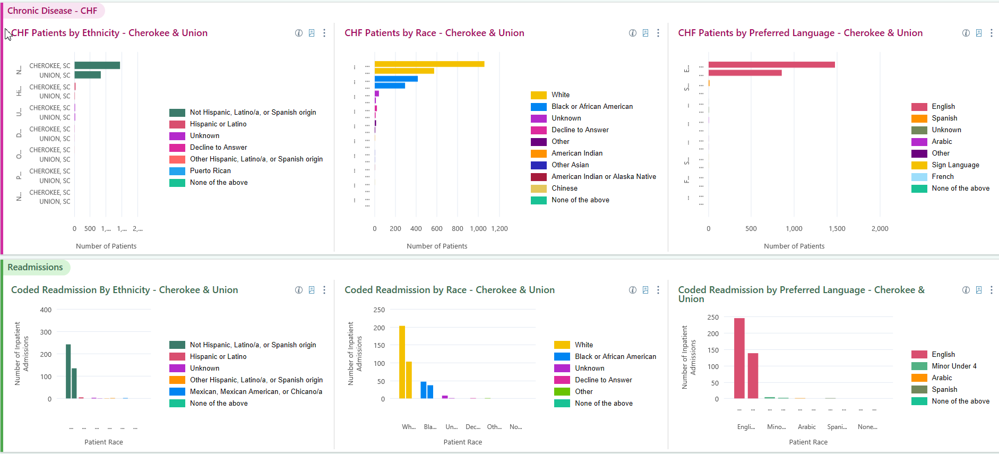 Chronic Disease - CHF
CHF Patients by Ethnicity - Cherokee & Union
N...
CHEROKEE, SC
UNION, SC
Hi...
CHEROKEE, SC
UNION, SC
U...
CHEROKEE, SC
UNION, SC
D...
CHEROKEE, SC
UNION, SC
O...
CHEROKEE, SC
UNION, SC
P...
CHEROKEE, SC
UNION, SC
N...
CHEROKEE, SC
UNION, SC
0 500 1,... 1,... 2,...
Number of Patients
Not Hispanic, Latino/a, or Spanish origin
Hispanic or Latino
Unknown
Decline to Answer
Other Hispanic, Latino/a, or Spanish origin
Puerto Rican
None of the above
CHF Patients by Race - Cherokee & Union
0 200 400 600 800 1,000 1,200
Number of Patients
White
Black or African American
Unknown
Decline to Answer
Other
American Indian
Other Asian
American Indian or Alaska Native
Chinese
None of the above
CHF Patients by Preferred Language - Cherokee & Union
E...
S...
S...
F...
0 500 1,000 1,500 2,000
Number of Patients
English
Spanish
Unknown
Arabic
Other
Sign Language
French
None of the above
Readmissions
Coded Readmission By Ethnicity - Cherokee & Union
Number of Inpatient
Admissions
400
300
200
100
0
... ... ... ... ... ...
Patient Race
Not Hispanic, Latino/a, or Spanish origin
Hispanic or Latino
Unknown
Other Hispanic, Latino/a, or Spanish origin
Mexican, Mexican American, or Chicano/a
None of the above
Coded Readmission by Race - Cherokee & Union
Number of Inpatient
Admissions
250
200
150
100
50
0
Wh... Bla... Un... Dec... Oth... No...
Patient Race
White
Black or African American
Unknown
Decline to Answer
Other
None of the above
Coded Readmission by Preferred Language - Cherokee &
Union
Number of Inpatient
Admissions
250
200
150
100
50
0
... ... ... ... ... ... ... ... ... ...
Engli... Mino... Arabic Spani... None...
Patient Race
English
Minor Under 4
Arabic
Spanish
None of the above